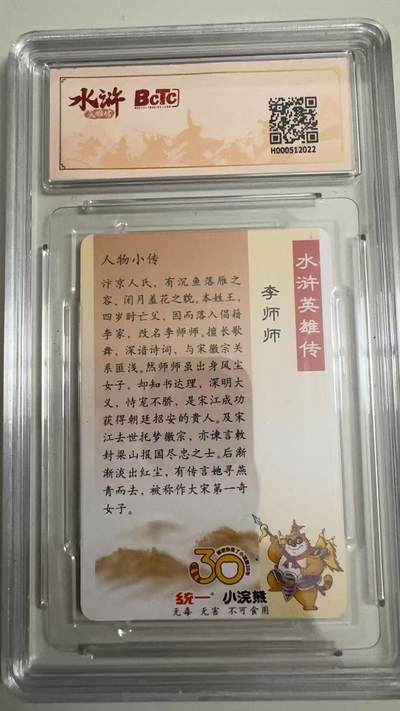 水浒
BCTC
H000512022
人物小传
汴京人氏，有沉鱼落雁之
容，闭月羞花之貌。本姓王，
四岁时亡父，因而落入倡籍
李家，改名李师师。擅长歌
舞，深谙诗词，与宋徽宗关
系匪浅。然师师虽出身风尘
女子，却知书达理，深明大
义，恃宠不骄，是宋江成功
获得朝廷招安的贵人。及宋
江去世托梦徽宗，亦谏言敕
封梁山报国尽忠之士。后渐
渐淡出红尘，有传言她寻燕
青而去，被称作大宋第一奇
女子。
水浒英雄传
李师师
30
统一 小浣熊
无毒 无害 不可食用